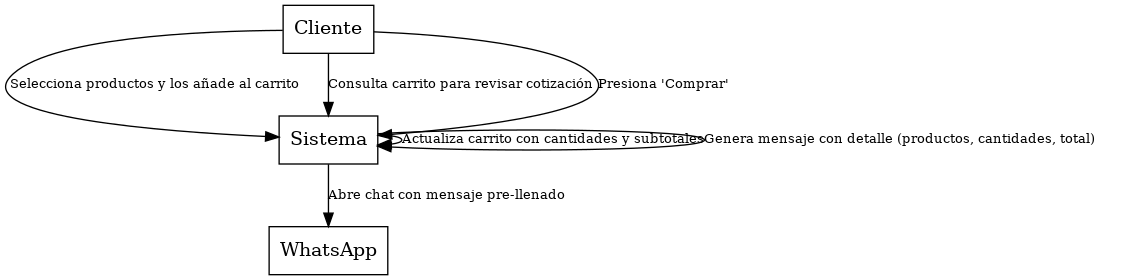 Cliente
Selecciona productos y los añade al carrito
Consulta carrito para revisar cotización
Presiona 'Comprar'
Sistema
Actualiza carrito con cantidades y subtotales
Genera mensaje con detalle (productos, cantidades, total)
Abre chat con mensaje pre-llenado
WhatsApp